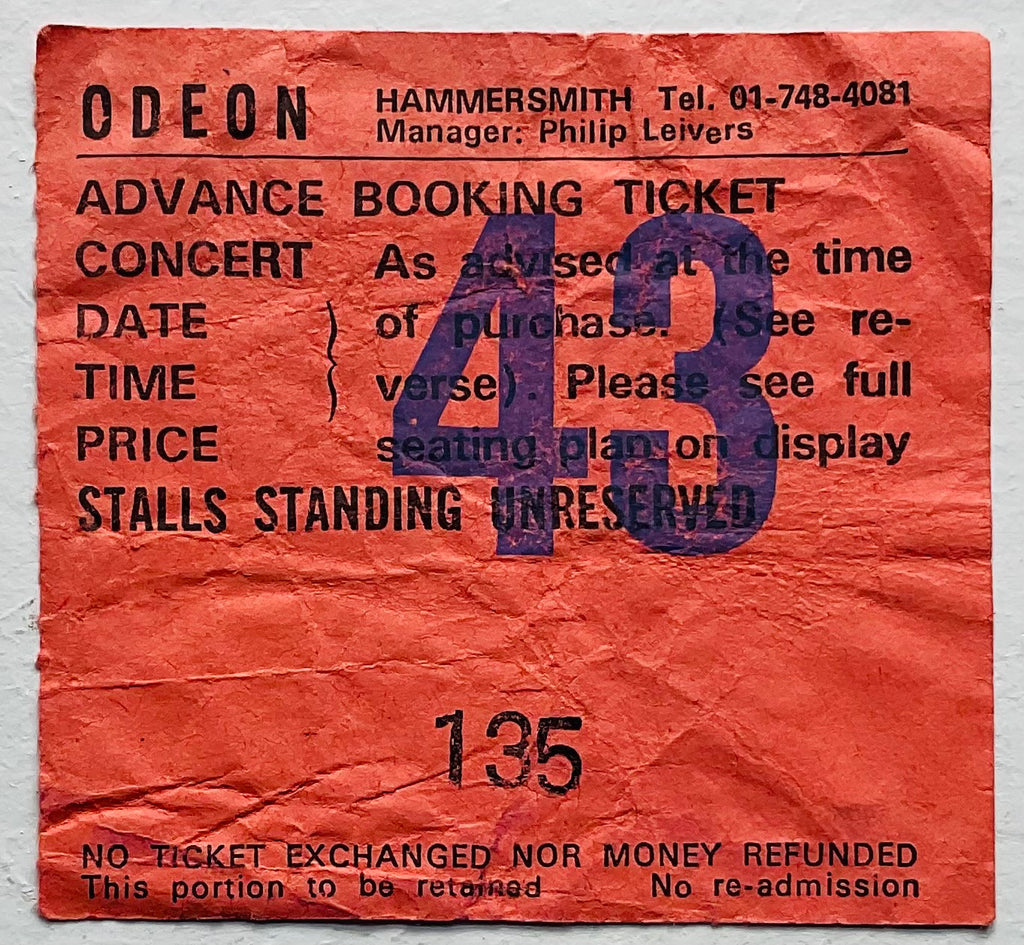 ODEON HAMMERSMITH Tel. 01-748-4081
Manager: Philip Leivers
ADVANCE BOOKING TICKET
CONCERT As advised at the time
DATE of purchase. (See re-
TIME } verse). Please see full
PRICE seating plan on display
STALLS STANDING UNRESERVED
43
135
NO TICKET EXCHANGED NOR MONEY REFUNDED
This portion to be retained No re-admission